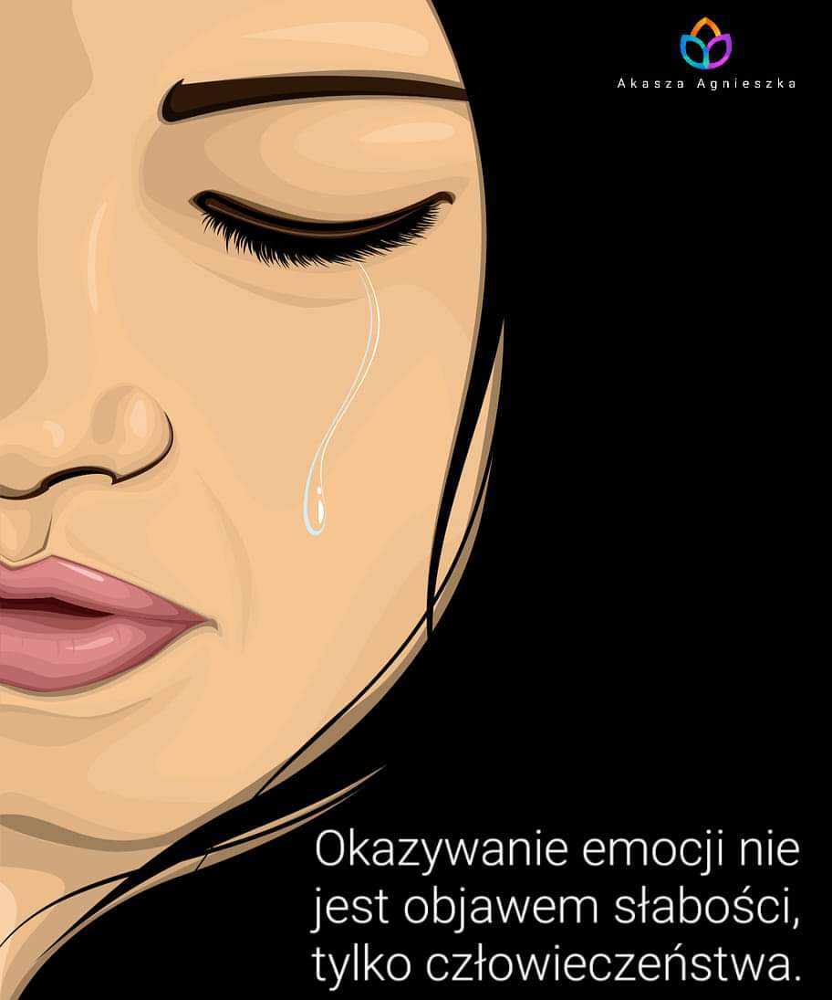 Akasza Agnieszka
Okazywanie emocji nie
jest objawem słabości,
tylko człowieczeństwa.